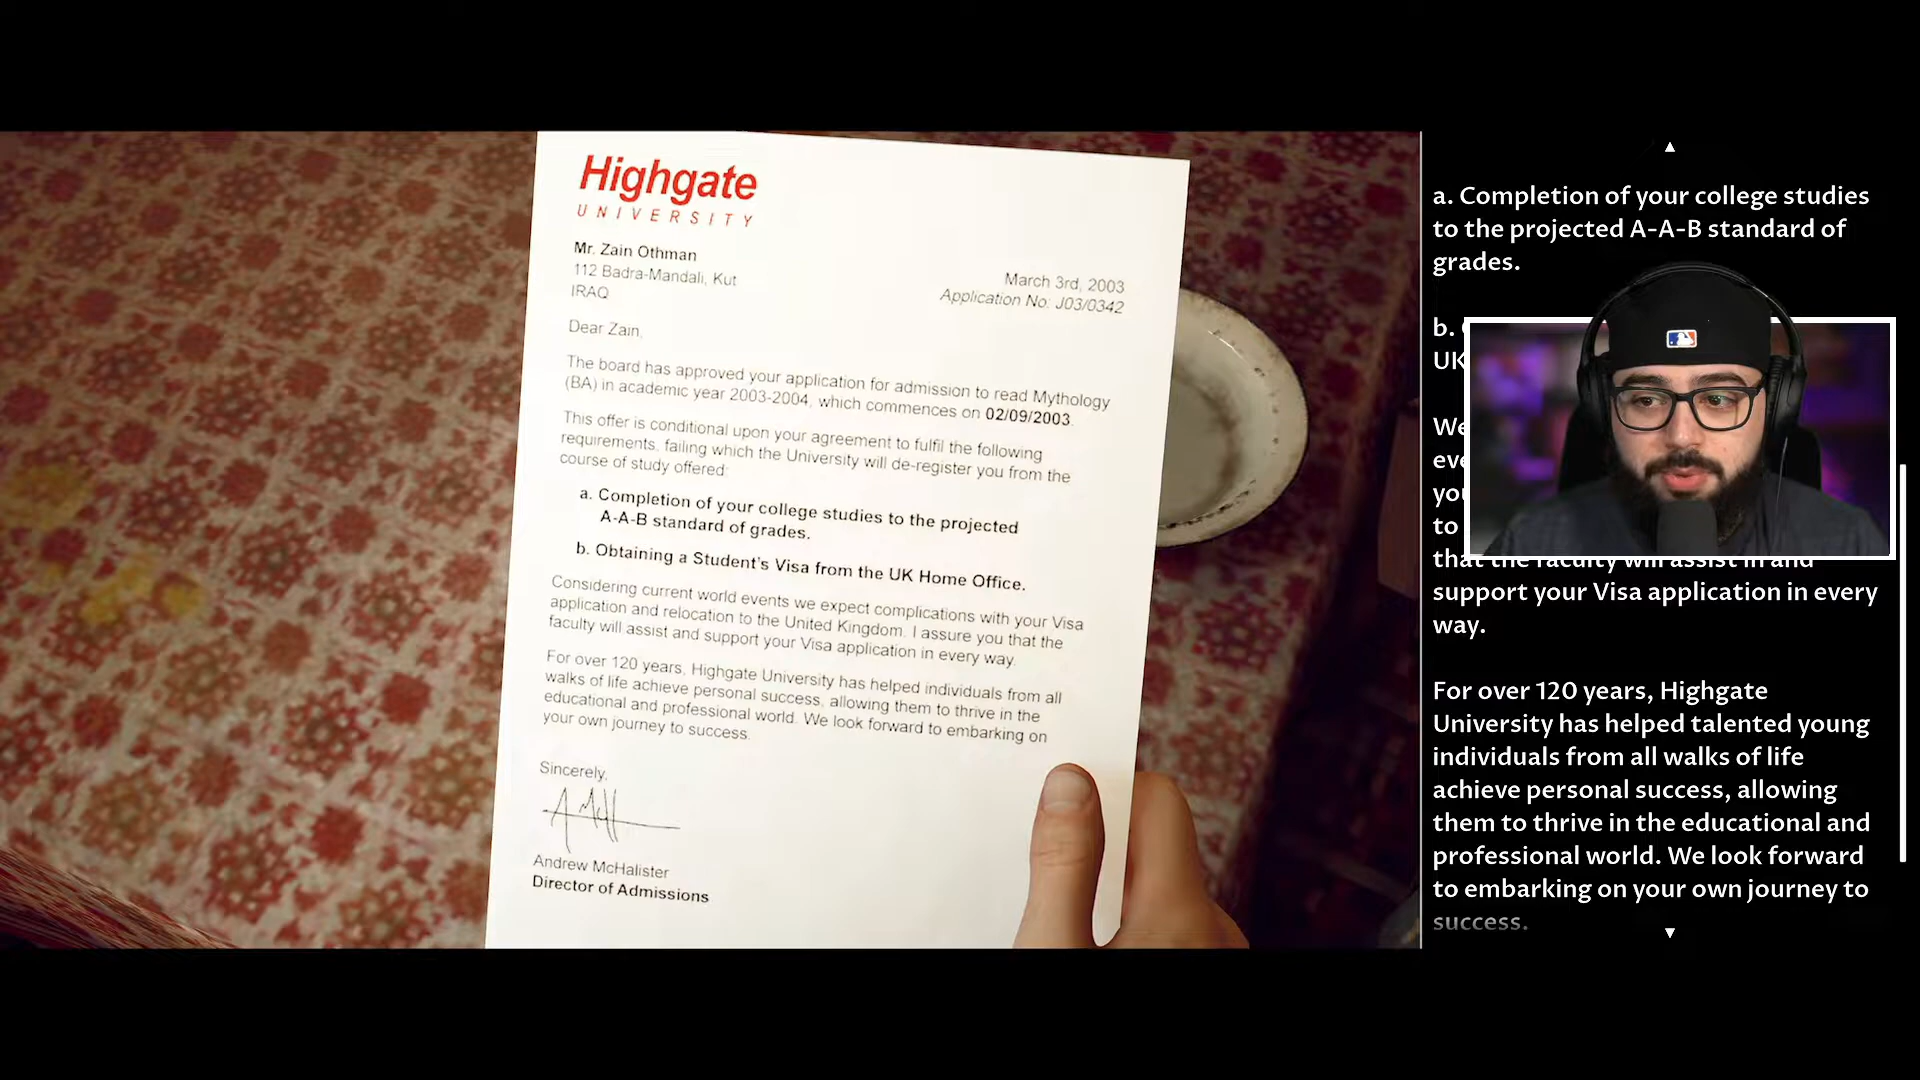 Highgate
UNIVERSITY
Mr. Zain Othman
112 Badra-Mandali, Kut
IRAQ
March 3rd, 2003
Application No: J03/0342
Dear Zain,
The board has approved your application for admission to read Mythology
(BA) in academic year 2003-2004, which commences on 02/09/2003.
This offer is conditional upon your agreement to fulfil the following
requirements, failing which the University will de-register you from the
course of study offered:
a. Completion of your college studies to the projected
A-A-B standard of grades.
b. Obtaining a Student's Visa from the UK Home Office.
Considering current world events we expect complications with your Visa
application and relocation to the United Kingdom. I assure you that the
faculty will assist and support your Visa application in every way.
For over 120 years, Highgate University has helped individuals from all
walks of life achieve personal success, allowing them to thrive in the
educational and professional world. We look forward to embarking on
your own journey to success.
Sincerely,
Andrew McHalister
Director of Admissions
a. Completion of your college studies
to the projected A-A-B standard of
grades.
b.
UK
We
to
that the faculty will assist in and
support your Visa application in every
way.
For over 120 years, Highgate
University has helped talented young
individuals from all walks of life
achieve personal success, allowing
them to thrive in the educational and
professional world. We look forward
to embarking on your own journey to
success.